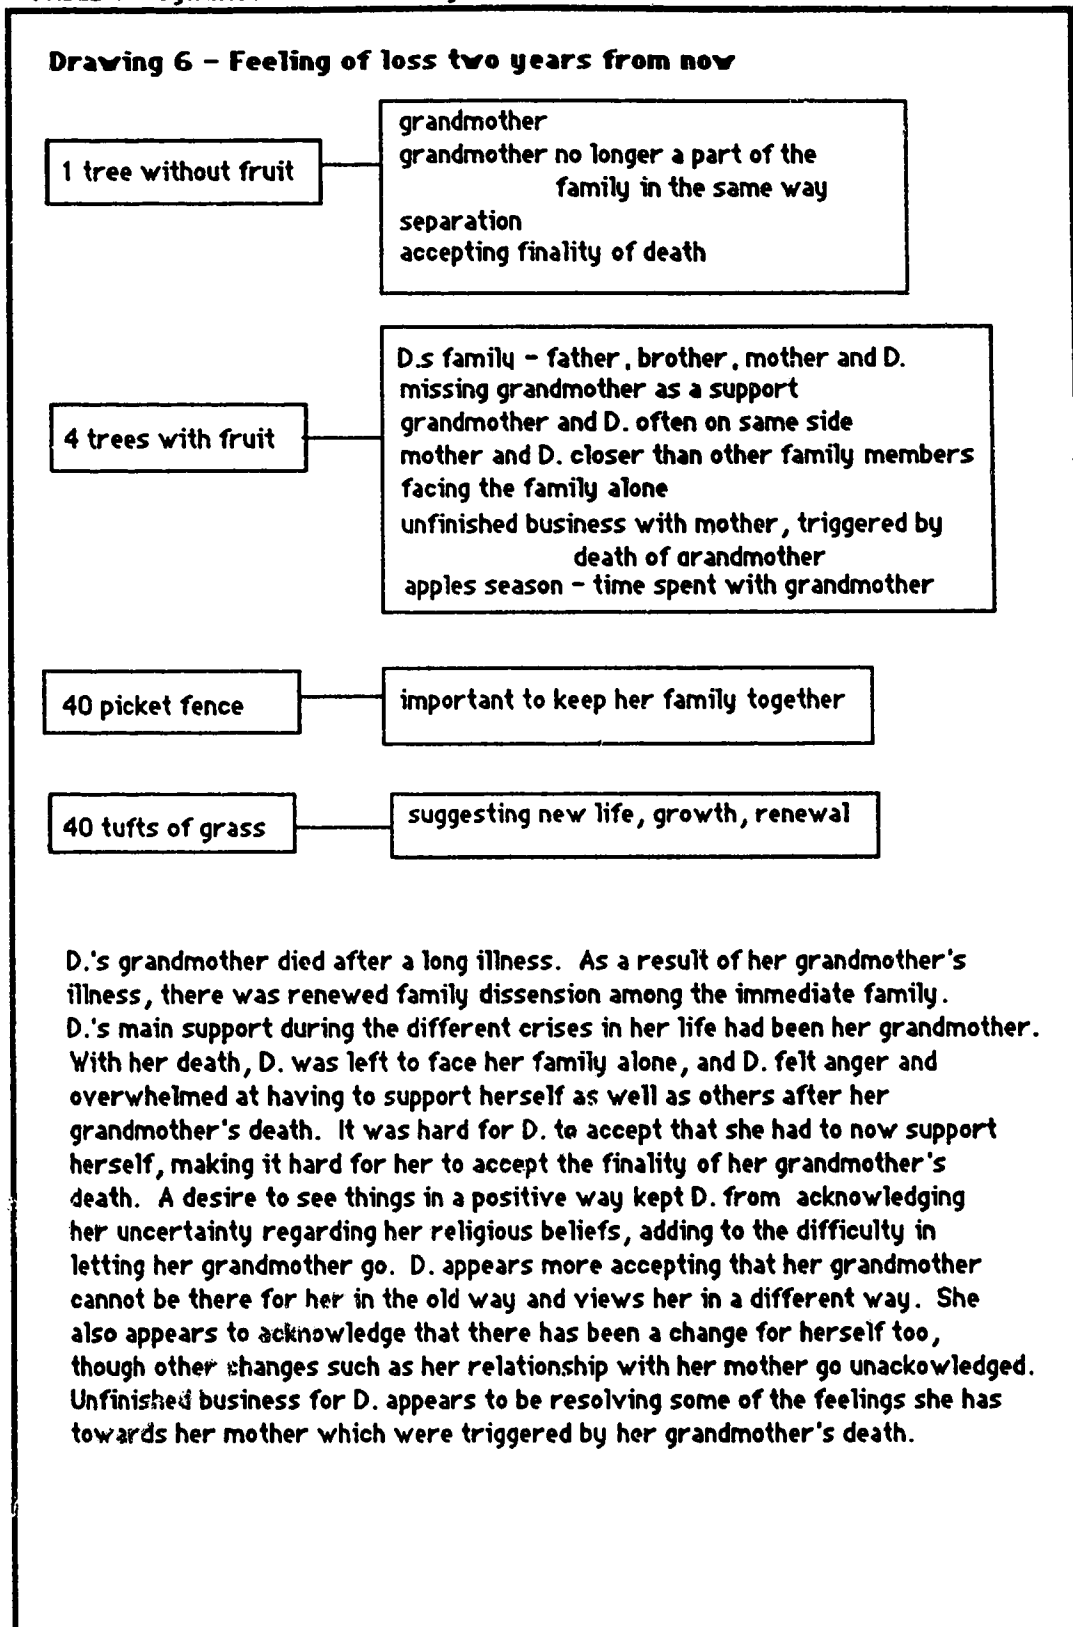 Drawing 6 - Feeling of loss two years from now
1 tree without fruit
grandmother
grandmother no longer a part of the
family in the same way
separation
accepting finality of death
4 trees with fruit
D.s family - father, brother, mother and D.
missing grandmother as a support
grandmother and D. often on same side
mother and D. closer than other family members
facing the family alone
unfinished business with mother, triggered by
death of grandmother
apples season - time spent with grandmother
40 picket fence
important to keep her family together
40 tufts of grass
suggesting new life, growth, renewal
D.'s grandmother died after a long illness. As a result of her grandmother's
illness, there was renewed family dissension among the immediate family.
D.'s main support during the different crises in her life had been her grandmother.
With her death, D. was left to face her family alone, and D. felt anger and
overwhelmed at having to support herself as well as others after her
grandmother's death. It was hard for D. to accept that she had to now support
herself, making it hard for her to accept the finality of her grandmother's
death. A desire to see things in a positive way kept D. from acknowledging
her uncertainty regarding her religious beliefs, adding to the difficulty in
letting her grandmother go. D. appears more accepting that her grandmother
cannot be there for her in the old way and views her in a different way. She
also appears to acknowledge that there has been a change for herself too,
though other changes such as her relationship with her mother go unackowledged.
Unfinished business for D. appears to be resolving some of the feelings she has
towards her mother which were triggered by her grandmother's death.